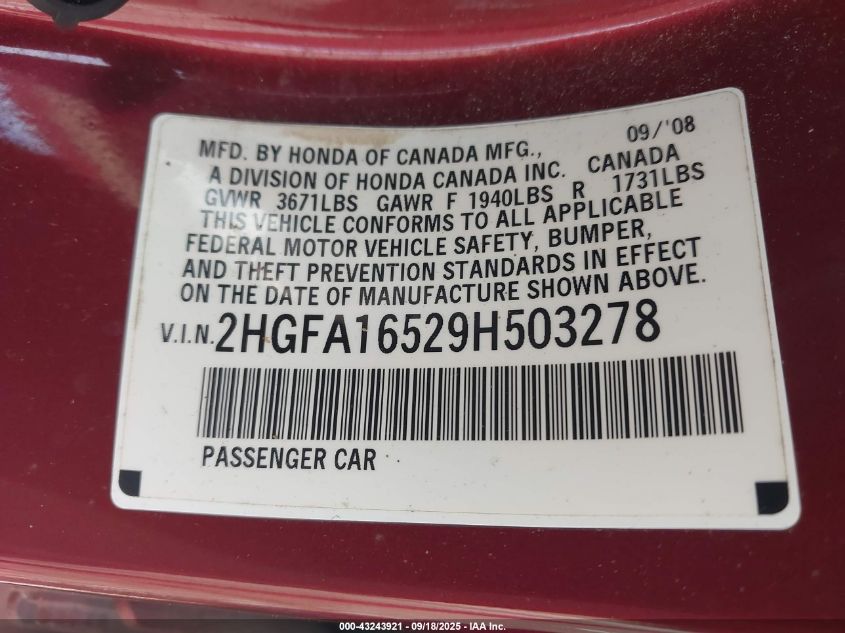 09/'08
MFD. BY HONDA OF CANADA MFG.,
A DIVISION OF HONDA CANADA INC. CANADA
GVWR 3671LBS GAWR F 1940LBS R 1731LBS
THIS VEHICLE CONFORMS TO ALL APPLICABLE
FEDERAL MOTOR VEHICLE SAFETY, BUMPER,
AND THEFT PREVENTION STANDARDS IN EFFECT
ON THE DATE OF MANUFACTURE SHOWN ABOVE.
V.I.N. 2HGFA16529H503278
PASSENGER CAR
000-43243921 - 09/18/2025 - IAA Inc.